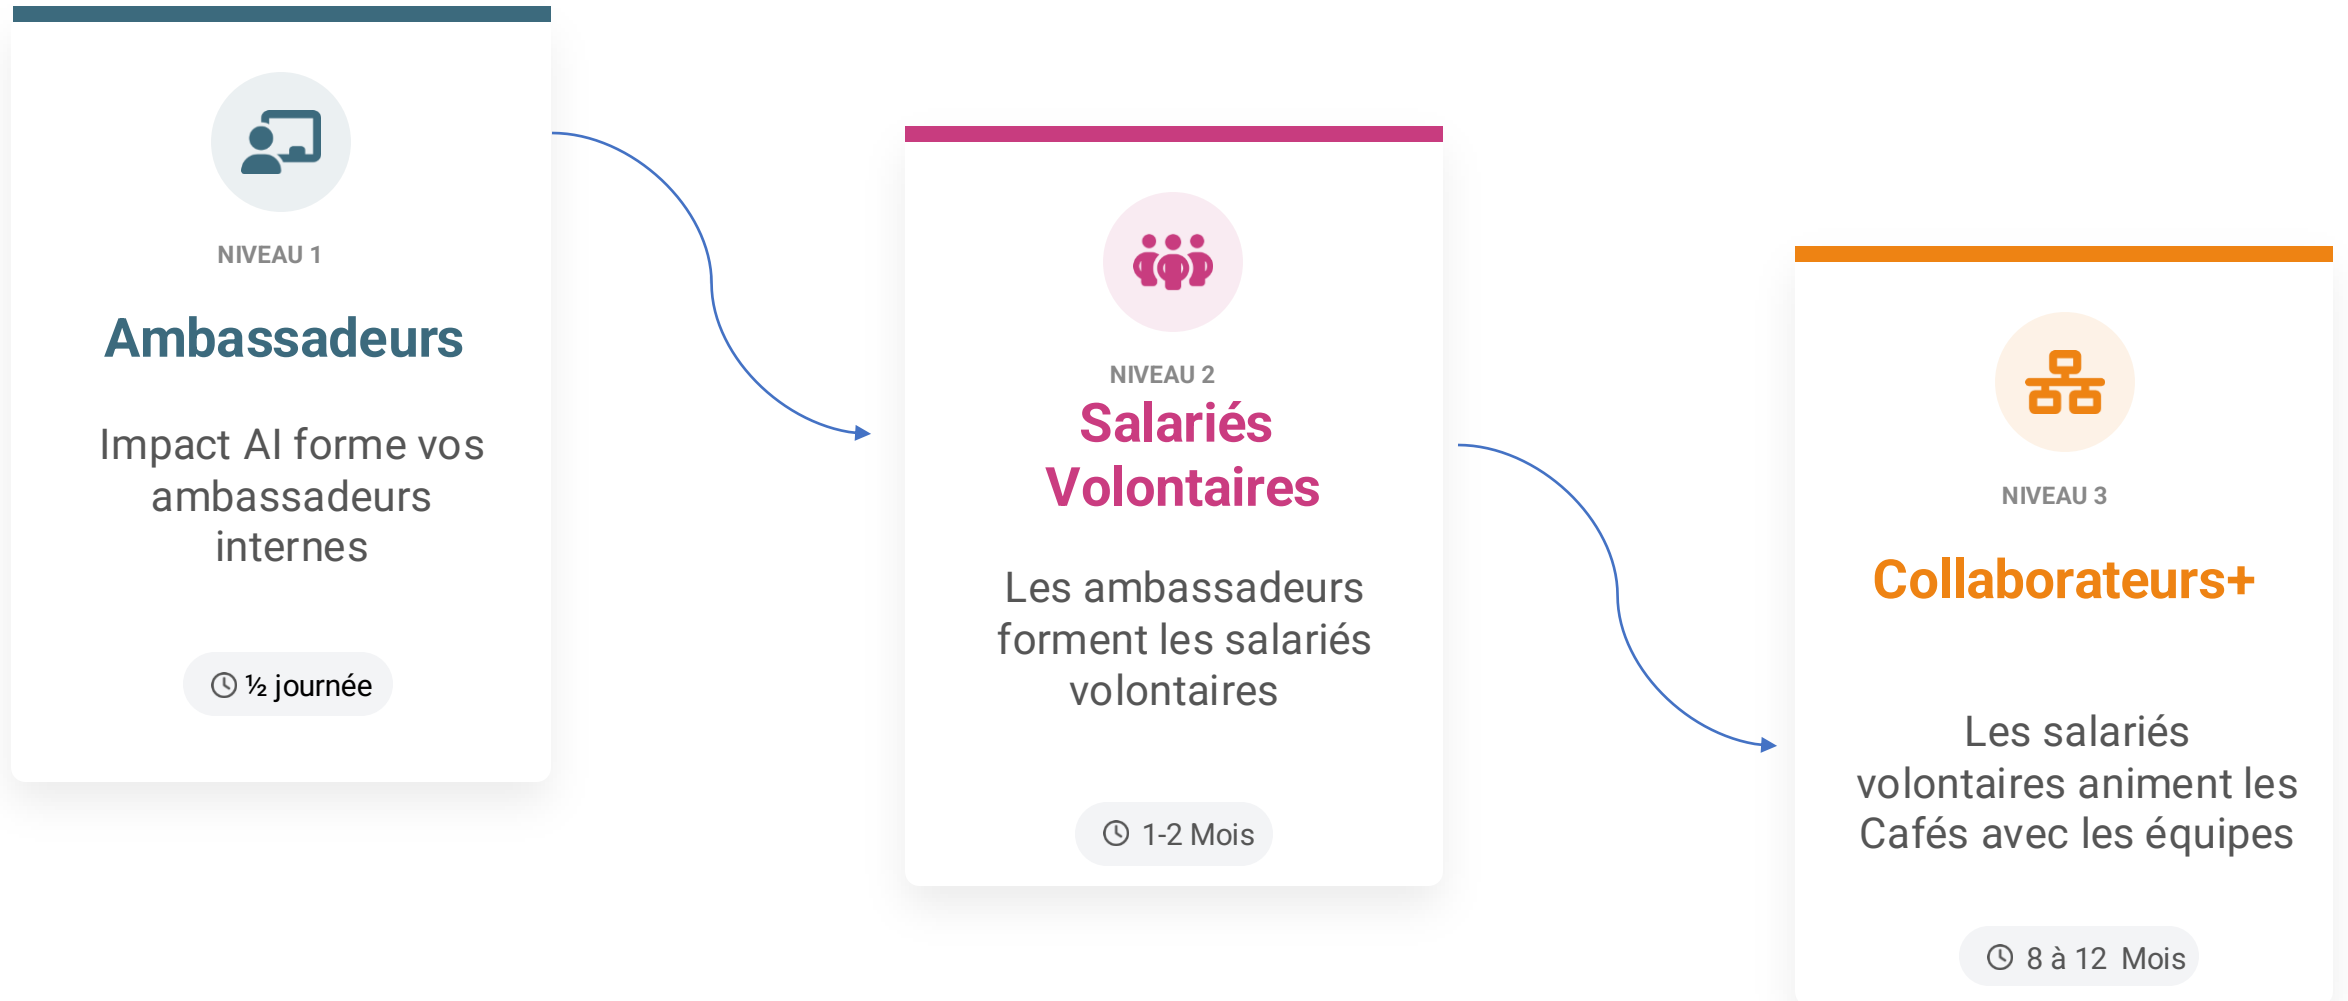 NIVEAU 1
Ambassadeurs
Impact AI forme vos
ambassadeurs
internes
½ journée
NIVEAU 2
Salariés
Volontaires
Les ambassadeurs
forment les salariés
volontaires
1-2 Mois
NIVEAU 3
Collaborateurs+
Les salariés
volontaires animent les
Cafés avec les équipes
8 à 12 Mois